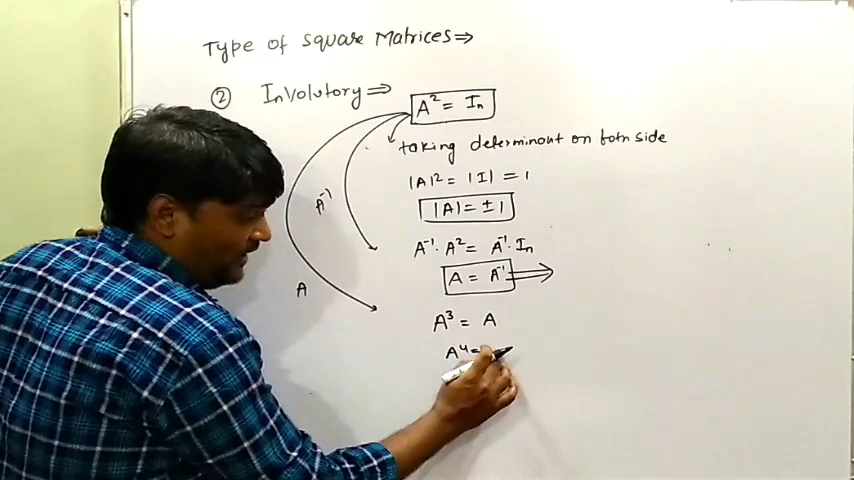 Type of Square Matrices ⇒
② Involutory ⇒ A² = Iₙ
taking determinant on both side
|A|² = |I| = 1
|A| = ±1
A⁻¹
A⁻¹· A² = A⁻¹· Iₙ
A = A⁻¹ ⇒
A
A³ = A
A⁴ =